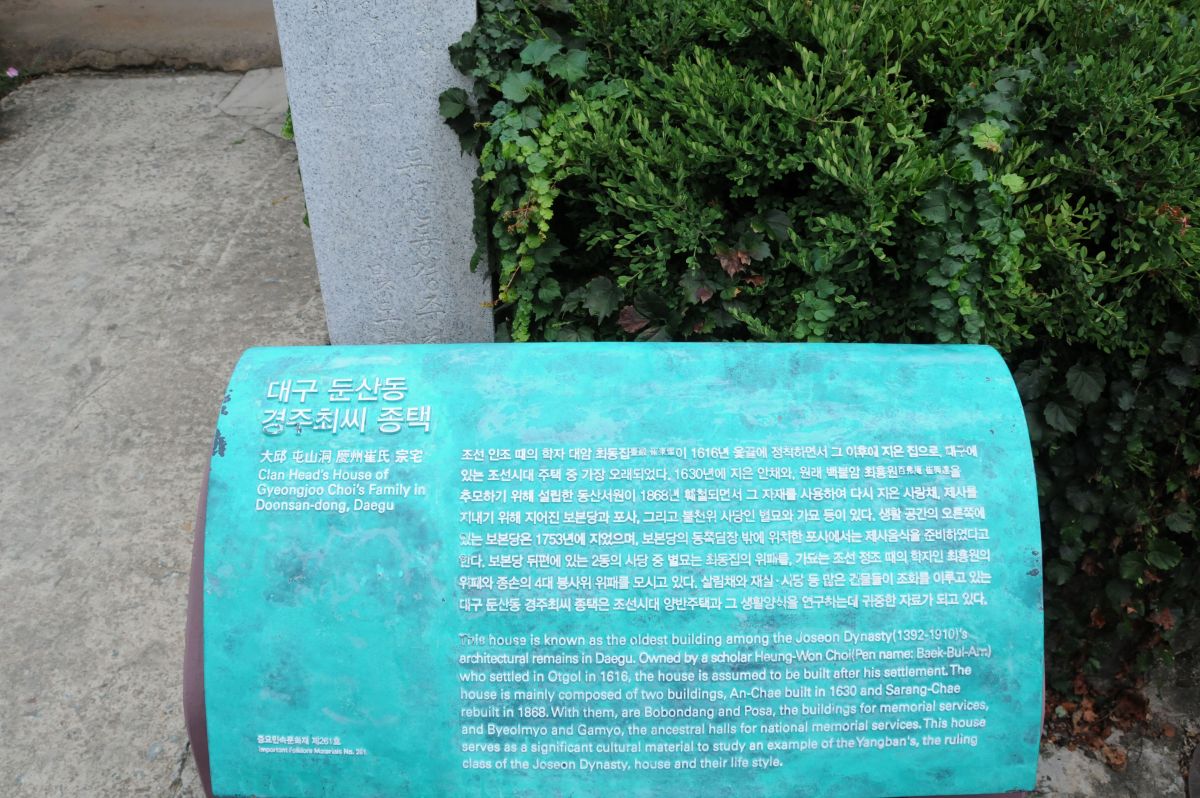 둔산동경주
대구 둔산동
경주최씨 종택
大邱 屯山洞 慶州崔氏 宗宅
Clan Head's House of
Gyeongjoo Choi's Family in
Doonsan-dong, Daegu
조선 인조 때의 학자 대암 최동집이 1616년 옻골에 정착하면서 그 이후에 지은 집으로, 대구에
있는 조선시대 주택 중 가장 오래되었다. 1630년에 지은 안채와, 원래 백불암 최흥원百弗庵 崔興遠을
추모하기 위해 설립한 동산서원이 1868년 훼철되면서 그 자재를 사용하여 다시 지은 사랑채, 제사를
지내기 위해 지어진 보본당과 포사, 그리고 불천위 사당인 별묘와 가묘 등이 있다. 생활 공간의 오른쪽에
있는 보본당은 1753년에 지었으며, 보본당의 동쪽담장 밖에 위치한 포사에서는 제사음식을 준비하였다고
한다. 보본당 뒤편에 있는 2동의 사당 중 별묘는 최동집의 위패를, 가묘는 조선 정조 때의 학자인 최흥원의
위패와 종손의 4대 봉사위 위패를 모시고 있다. 살림채와 재실·사당 등 많은 건물들이 조화를 이루고 있는
대구 둔산동 경주최씨 종택은 조선시대 양반주택과 그 생활양식을 연구하는데 귀중한 자료가 되고 있다.
This house is known as the oldest building among the Joseon Dynasty(1392-1910)'s
architectural remains in Daegu. Owned by a scholar Heung-Won Choi(Pen name: Baek-Bul-Am)
who settled in Otgol in 1616, the house is assumed to be built after his settlement. The
house is mainly composed of two buildings, An-Chae built in 1630 and Sarang-Chae
rebuilt in 1868. With them, are Bobondang and Posa, the buildings for memorial services,
and Byeolmyo and Gamyo, the ancestral halls for national memorial services. This house
serves as a significant cultural material to study an example of the Yangban's, the ruling
class of the Joseon Dynasty, house and their life style.
중요민속문화재 제261호
Important Folklore Materials No. 261